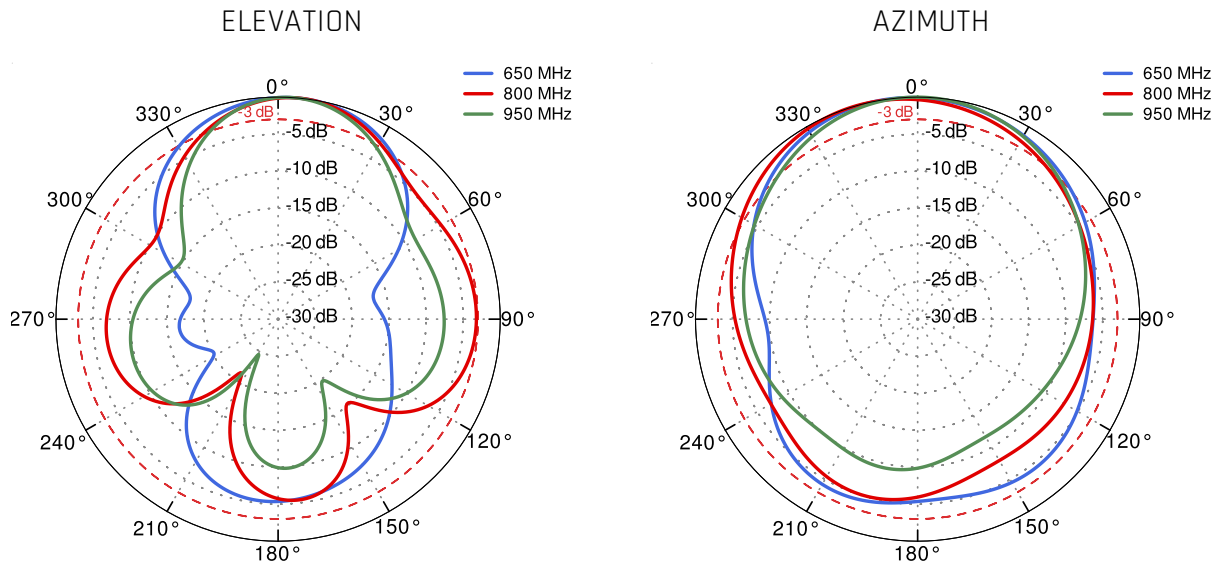 ELEVATION
650 MHz
800 MHz
950 MHz
0°
330°
30°
-3 dB
-5 dB
-10 dB
300°
60°
-15 dB
-20 dB
-25 dB
-30 dB
270°
90°
240°
120°
210°
150°
180°
AZIMUTH
650 MHz
800 MHz
950 MHz
0°
330°
30°
-3 dB
-5 dB
-10 dB
300°
60°
-15 dB
-20 dB
-25 dB
-30 dB
270°
90°
240°
120°
210°
150°
180°